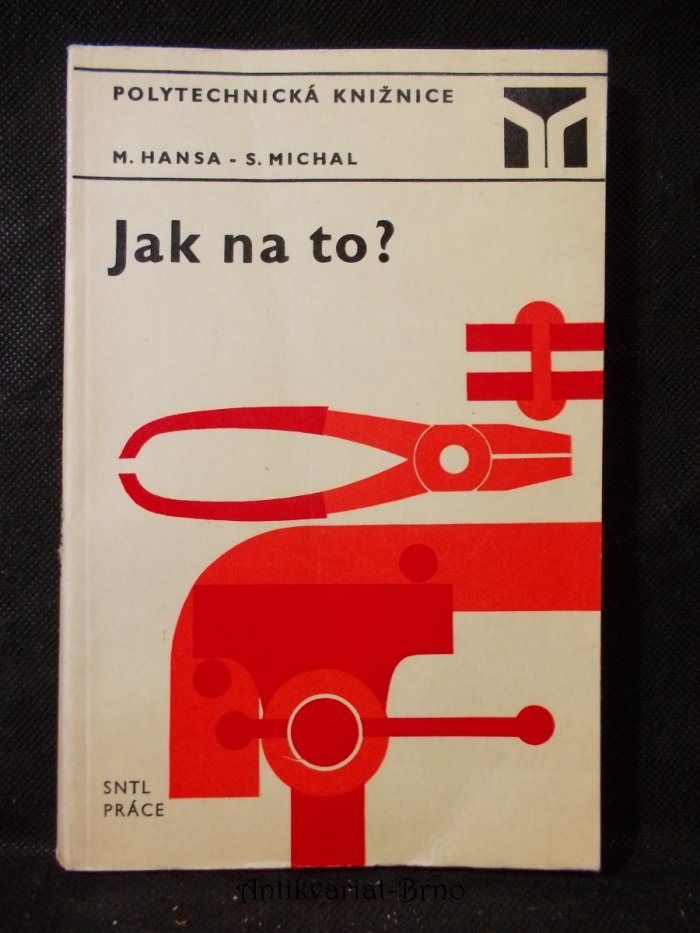 POLYTECHNICKÁ KNIŽNICE
M. HANSA - S. MICHAL
Jak na to?
SNTL
PRÁCE
Antikvariat-Brno